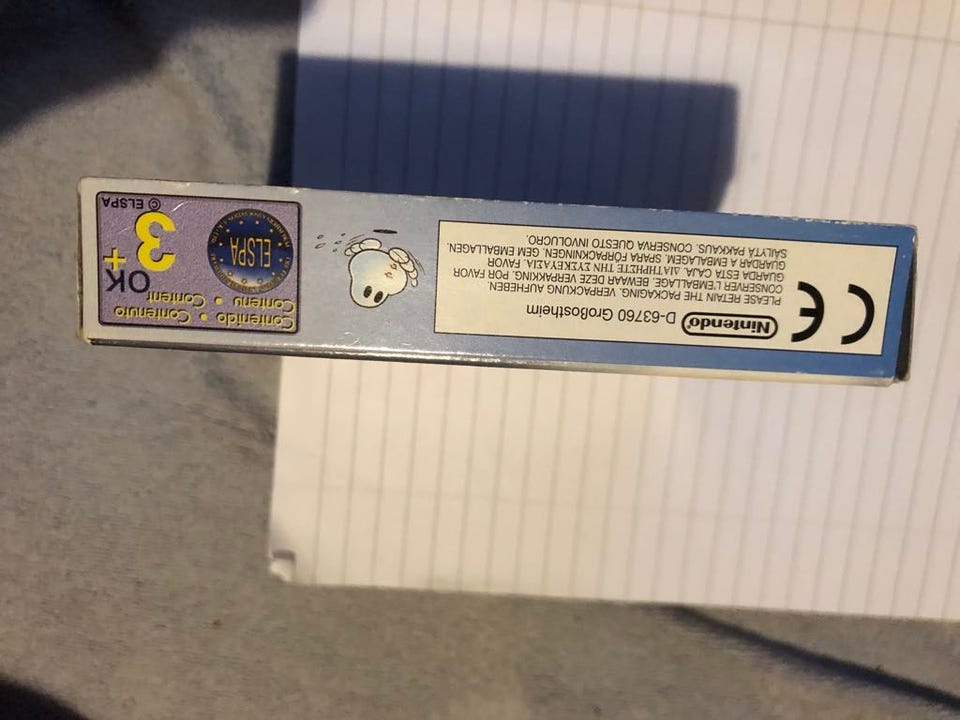 CE
Nintendo D-63760 Großostheim
PLEASE RETAIN THE PACKAGING. VERPACKUNG AUFHEBEN.
CONSERVER L'EMBALLAGE. BEWAAR DEZE VERPAKKING. POR FAVOR
GUARDA ESTA CAJA. ΔΙΑΤΗΡΗΣΤΕ ΤΗΝ ΣΥΣΚΕΥΑΣΙΑ. FAVOR
GUARDAR A EMBALAGEM. SPARA FÖRPACKNINGEN. GEM EMBALLAGEN.
SÄILYTÄ PAKKAUS. CONSERVA QUESTO INVOLUCRO.
Contenido • Contenuto
Contenu • Content
ELSPA
OK
3+
© ELSPA